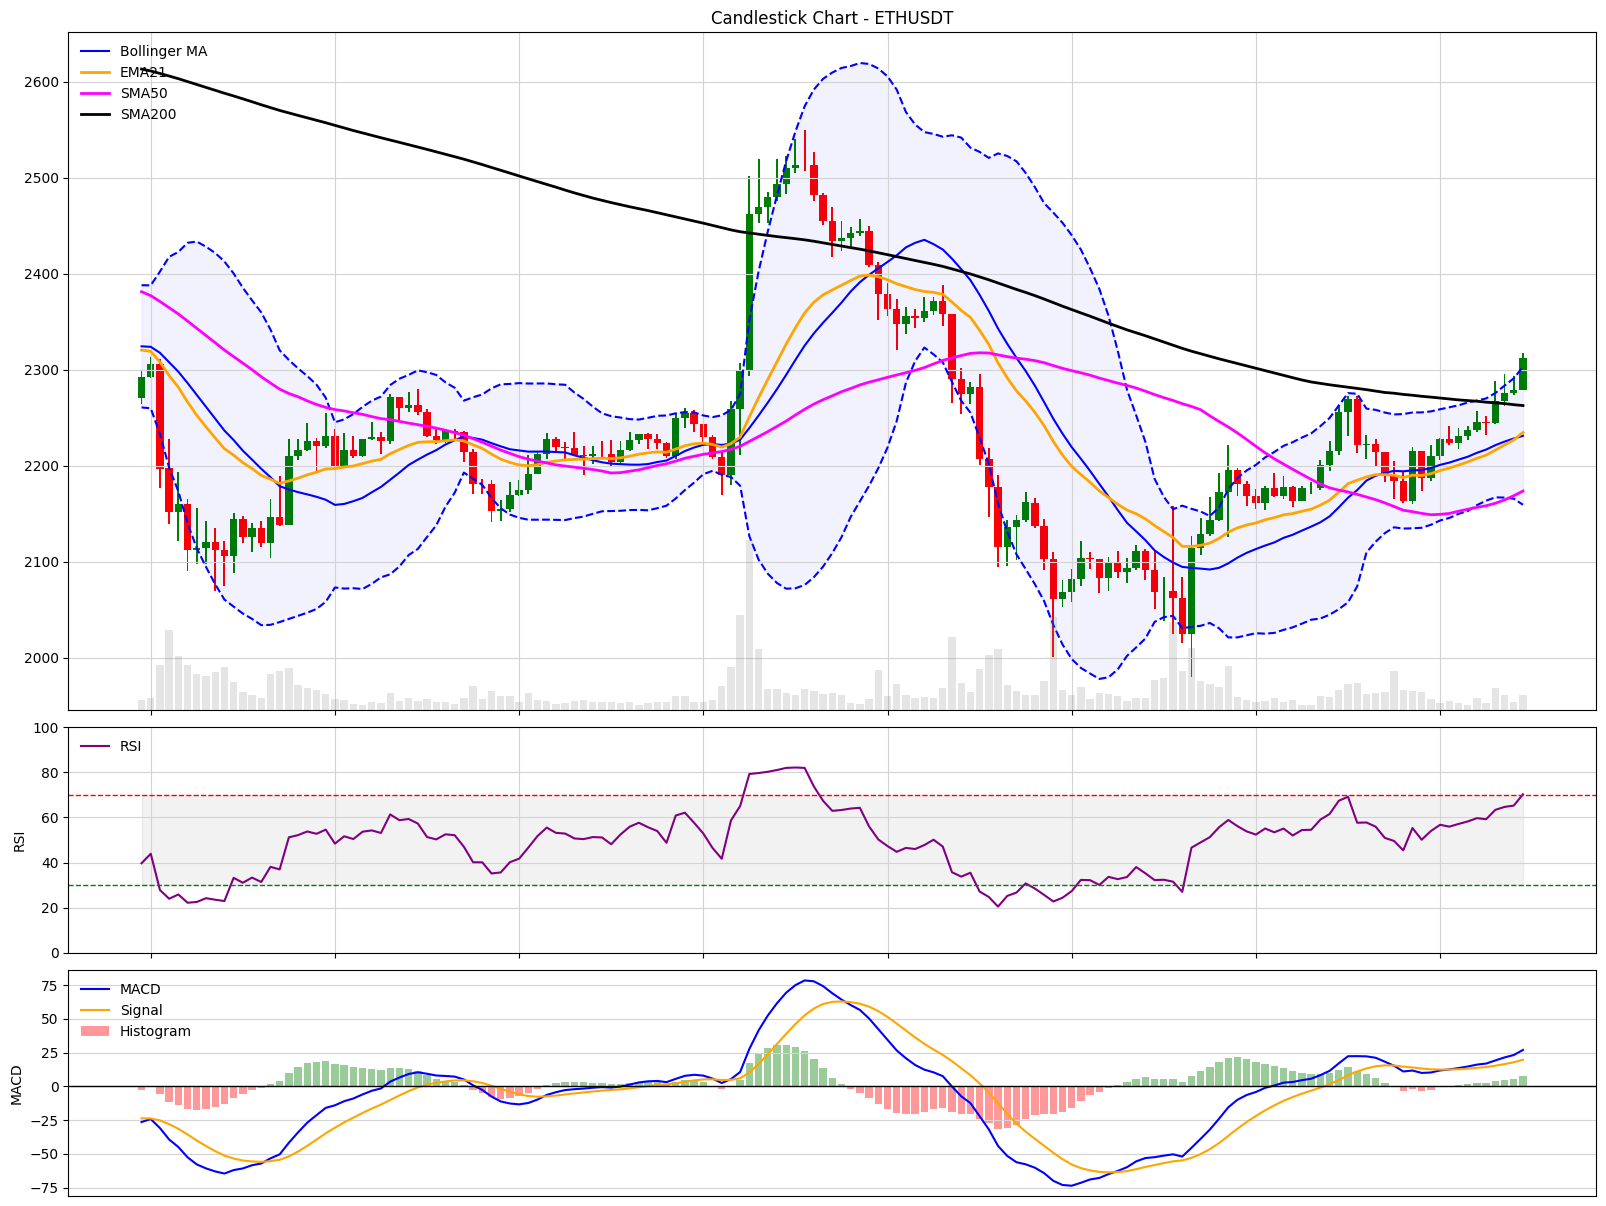 Candlestick Chart - ETHUSDT
Bollinger MA
EMA21
SMA50
SMA200
2600
2500
2400
2300
2200
2100
2000
RSI
100
80
60
40
20
0
RSI
MACD
Signal
Histogram
75
50
25
0
−25
−50
−75
MACD